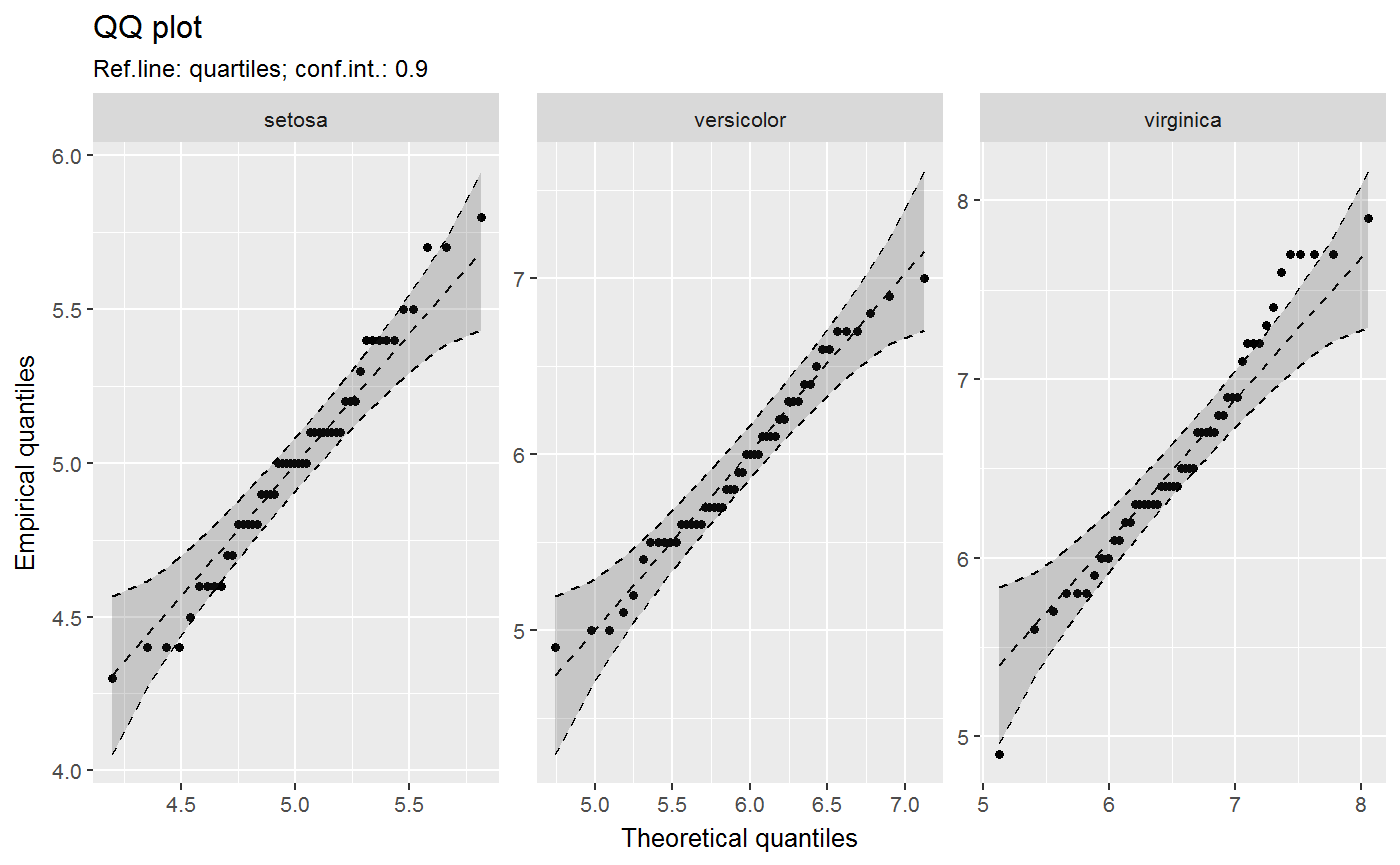 QQ plot
Ref.line: quartiles; conf.int.: 0.9
setosa
versicolor
virginica
Empirical quantiles
6.0
5.5
5.0
4.5
4.0
7
6
5
8
7
6
5
4.5 5.0 5.5
5.0 5.5 6.0 6.5 7.0
5 6 7 8
Theoretical quantiles